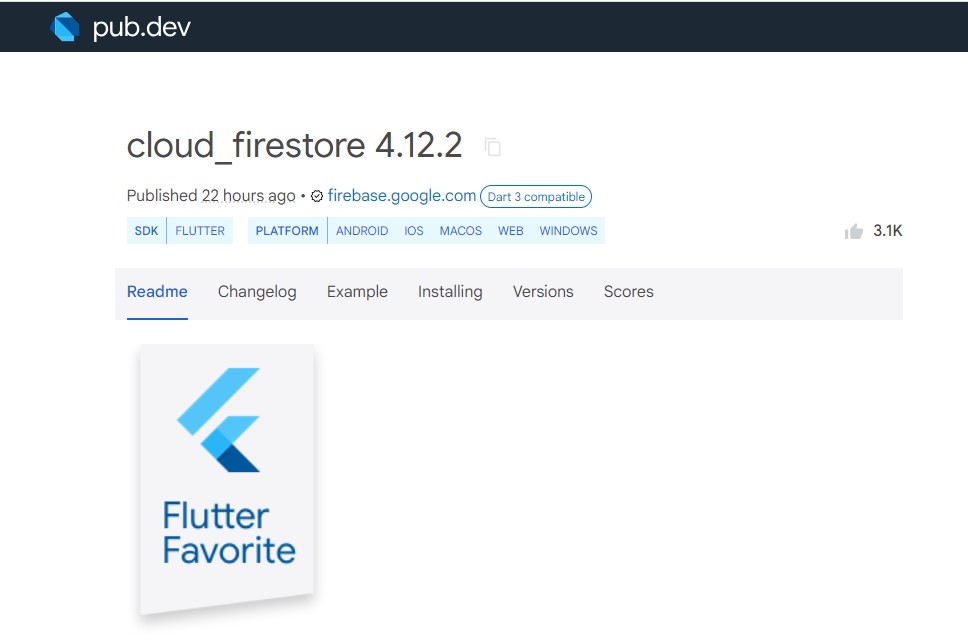 pub.dev
cloud_firestore 4.12.2
Published 22 hours ago • firebase.google.com Dart 3 compatible
SDK FLUTTER PLATFORM ANDROID IOS MACOS WEB WINDOWS 3.1K
Readme Changelog Example Installing Versions Scores
Flutter
Favorite